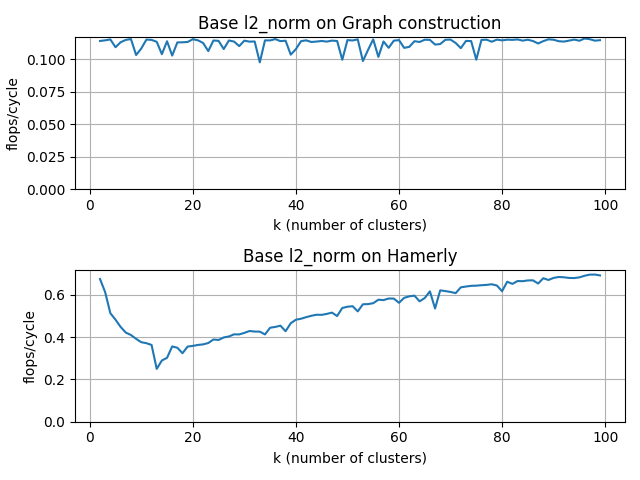 Base l2_norm on Graph construction
flops/cycle
0.100
0.075
0.050
0.025
0.000
0 20 40 60 80 100
k (number of clusters)
Base l2_norm on Hamerly
flops/cycle
0.6
0.4
0.2
0.0
0 20 40 60 80 100
k (number of clusters)